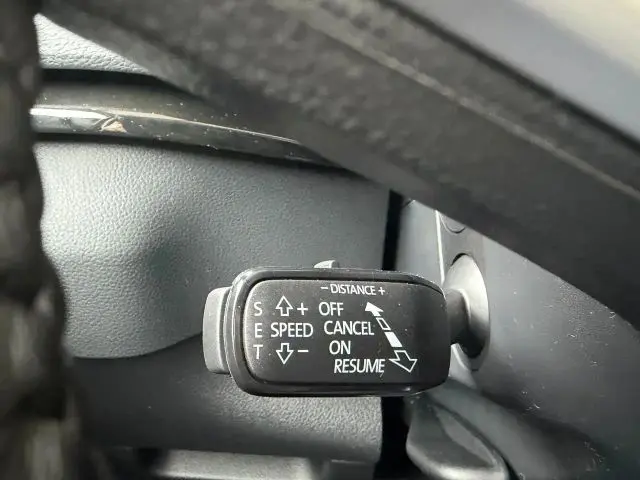 − DISTANCE +
S + OFF
E SPEED CANCEL
T − ON
RESUME